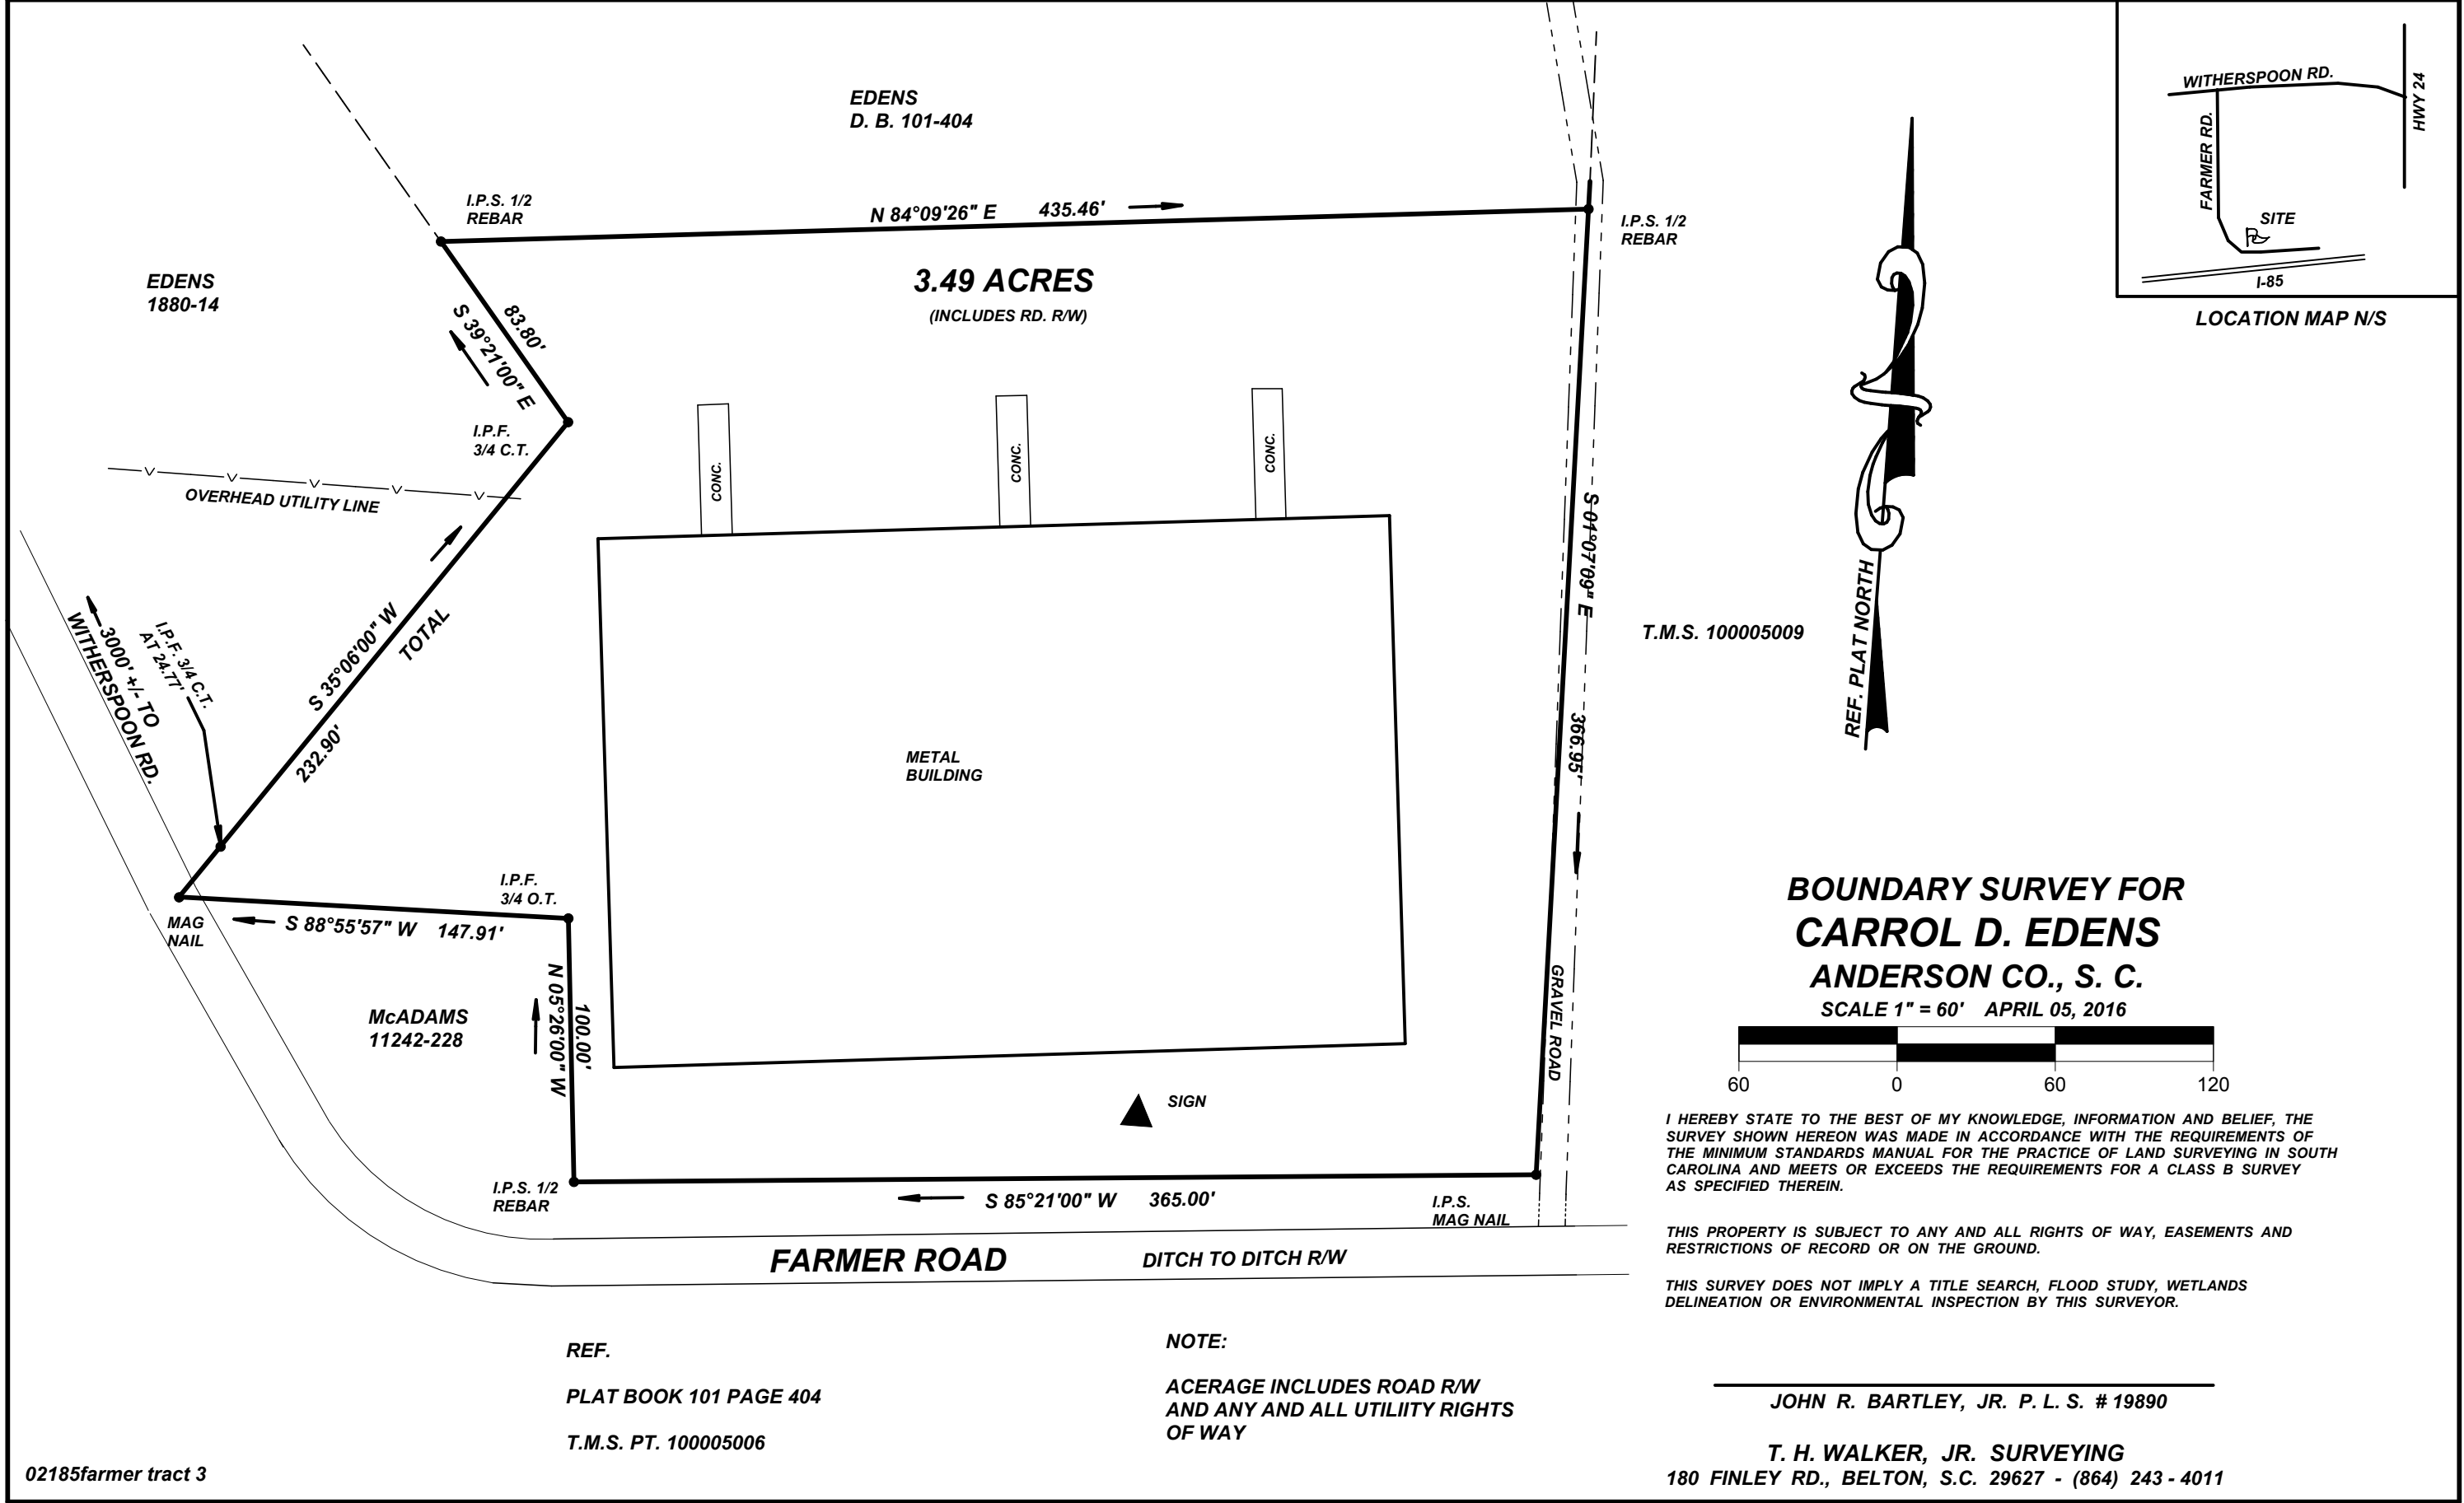 EDENS
D. B. 101-404
I.P.S. 1/2
REBAR
N 84°09'26" E 435.46'
I.P.S. 1/2
REBAR
EDENS
1880-14
3.49 ACRES
(INCLUDES RD. R/W)
83.80'
S 39°21'00" E
I.P.F.
3/4 C.T.
OVERHEAD UTILITY LINE
CONC.
CONC.
CONC.
S 01°07'09" E
366.95'
T.M.S. 100005009
S 35°06'00" W
TOTAL
232.90'
I.P.F. 3/4 C.T.
AT 24.77'
3000' +/- TO
WITHERSPOON RD.
METAL
BUILDING
I.P.F.
3/4 O.T.
MAG
NAIL
S 88°55'57" W 147.91'
N 05°26'00" W
100.00'
McADAMS
11242-228
GRAVEL ROAD
SIGN
I.P.S. 1/2
REBAR
S 85°21'00" W 365.00'
I.P.S.
MAG NAIL
FARMER ROAD
DITCH TO DITCH R/W
REF.
PLAT BOOK 101 PAGE 404
T.M.S. PT. 100005006
NOTE:
ACERAGE INCLUDES ROAD R/W
AND ANY AND ALL UTILIITY RIGHTS
OF WAY
02185farmer tract 3
WITHERSPOON RD.
HWY 24
FARMER RD.
SITE
I-85
LOCATION MAP N/S
REF. PLAT NORTH
BOUNDARY SURVEY FOR
CARROL D. EDENS
ANDERSON CO., S. C.
SCALE 1" = 60' APRIL 05, 2016
60 0 60 120
I HEREBY STATE TO THE BEST OF MY KNOWLEDGE, INFORMATION AND BELIEF, THE
SURVEY SHOWN HEREON WAS MADE IN ACCORDANCE WITH THE REQUIREMENTS OF
THE MINIMUM STANDARDS MANUAL FOR THE PRACTICE OF LAND SURVEYING IN SOUTH
CAROLINA AND MEETS OR EXCEEDS THE REQUIREMENTS FOR A CLASS B SURVEY
AS SPECIFIED THEREIN.
THIS PROPERTY IS SUBJECT TO ANY AND ALL RIGHTS OF WAY, EASEMENTS AND
RESTRICTIONS OF RECORD OR ON THE GROUND.
THIS SURVEY DOES NOT IMPLY A TITLE SEARCH, FLOOD STUDY, WETLANDS
DELINEATION OR ENVIRONMENTAL INSPECTION BY THIS SURVEYOR.
JOHN R. BARTLEY, JR. P. L. S. # 19890
T. H. WALKER, JR. SURVEYING
180 FINLEY RD., BELTON, S.C. 29627 - (864) 243 - 4011